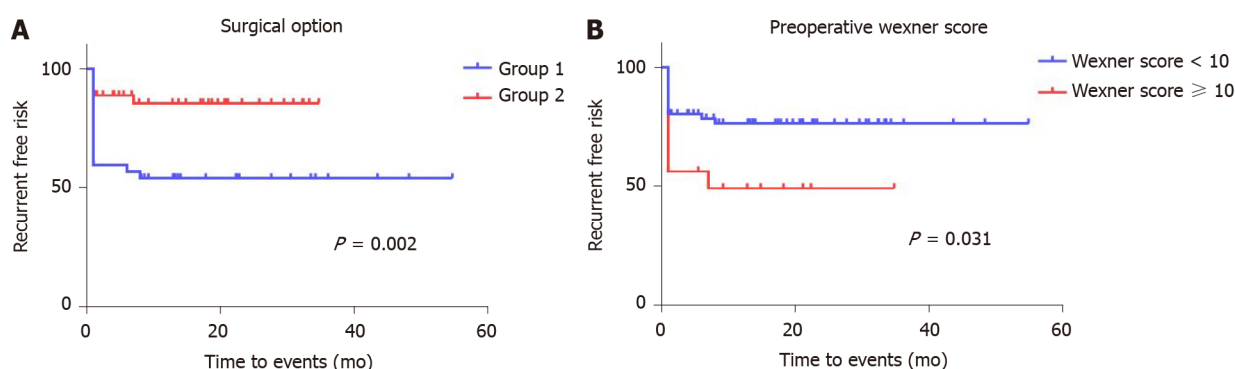 A
Surgical option
100
50
0
0
20
40
60
Recurrent free risk
Time to events (mo)
Group 1
Group 2
P = 0.002
B
Preoperative wexner score
100
50
0
0
20
40
60
Recurrent free risk
Time to events (mo)
Wexner score < 10
Wexner score ⩾ 10
P = 0.031